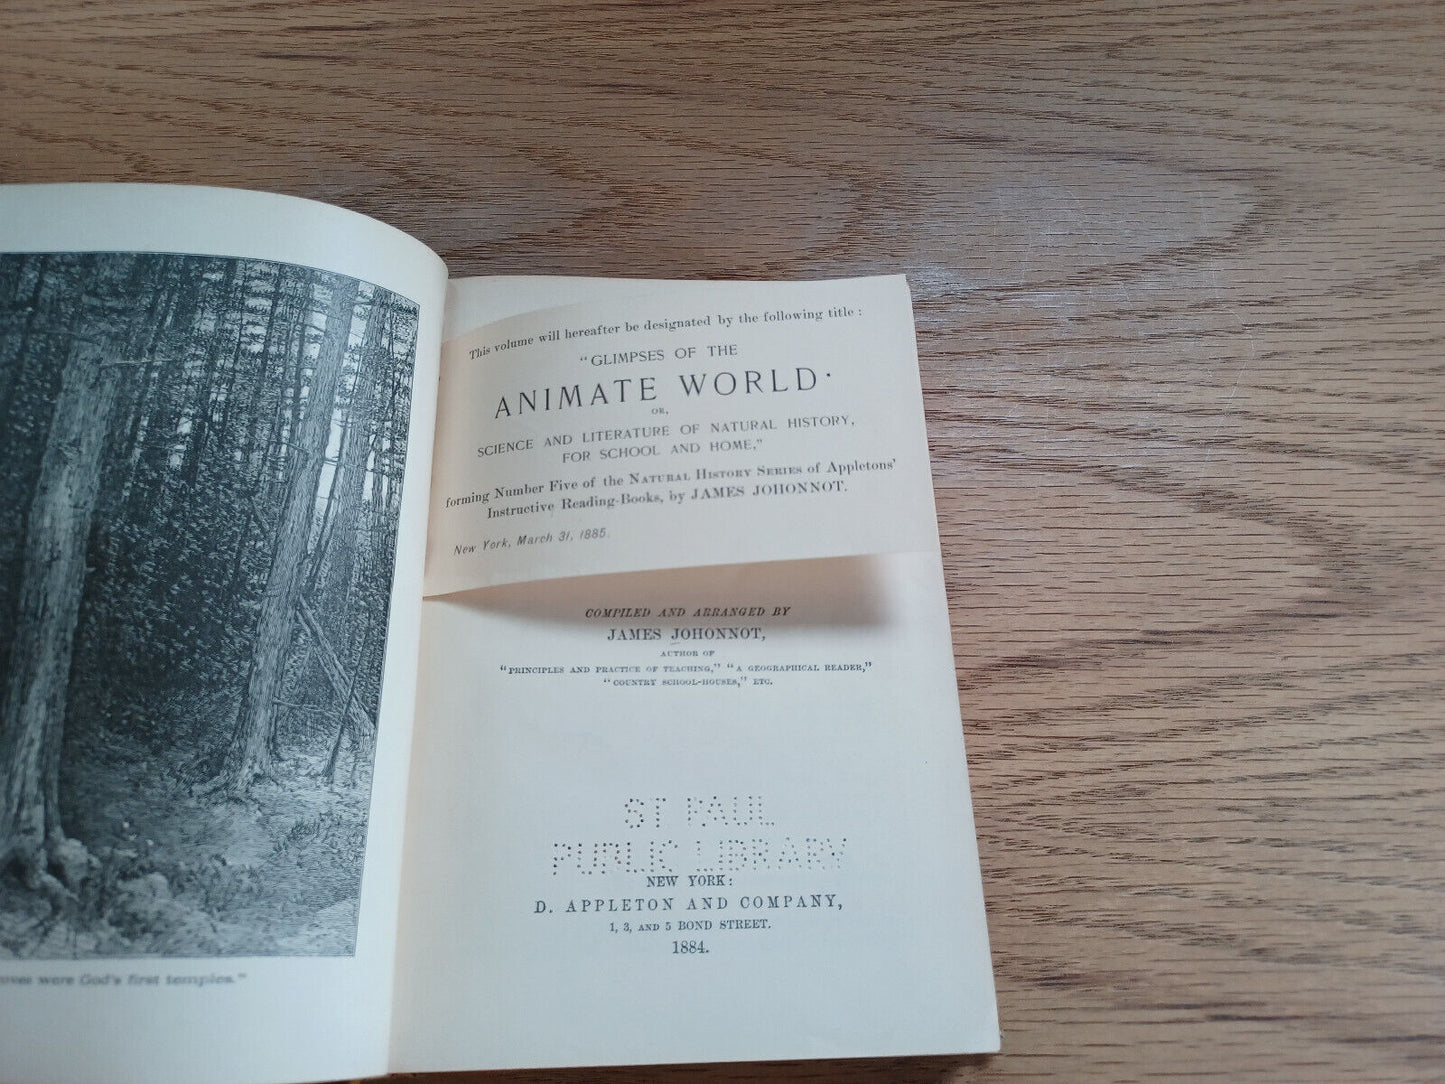 oves were God's first temples."
This volume will hereafter be designated by the following title :
"GLIMPSES OF THE
ANIMATE WORLD·
OR,
SCIENCE AND LITERATURE OF NATURAL HISTORY,
FOR SCHOOL AND HOME,"
forming Number Five of the NATURAL HISTORY SERIES of Appletons'
Instructive Reading-Books, by JAMES JOHONNOT.
New York, March 31, 1885.
COMPILED AND ARRANGED BY
JAMES JOHONNOT,
AUTHOR OF
"PRINCIPLES AND PRACTICE OF TEACHING," "A GEOGRAPHICAL READER,"
"COUNTRY SCHOOL-HOUSES," ETC.
ST PAUL
PUBLIC LIBRARY
NEW YORK:
D. APPLETON AND COMPANY,
1, 3, AND 5 BOND STREET.
1884.